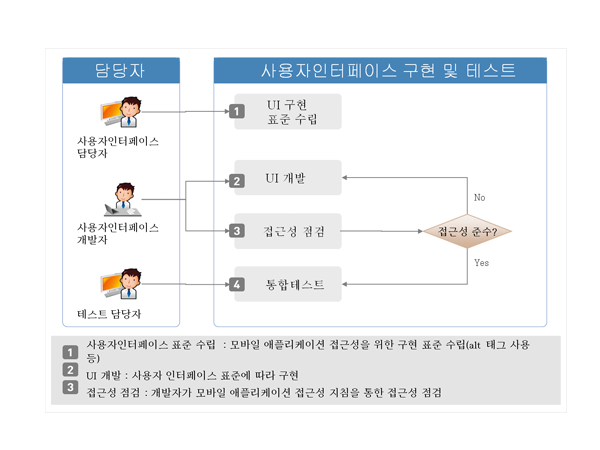 담당자
사용자인터페이스 구현 및 테스트
사용자인터페이스
담당자
1
UI 구현
표준 수립
사용자인터페이스
개발자
2
UI 개발
No
3
접근성 점검
접근성 준수?
Yes
테스트 담당자
4
통합테스트
1 사용자인터페이스 표준 수립 : 모바일 애플리케이션 접근성을 위한 구현 표준 수립(alt 태그 사용
등)
2 UI 개발 : 사용자 인터페이스 표준에 따라 구현
3 접근성 점검 : 개발자가 모바일 애플리케이션 접근성 지침을 통한 접근성 점검